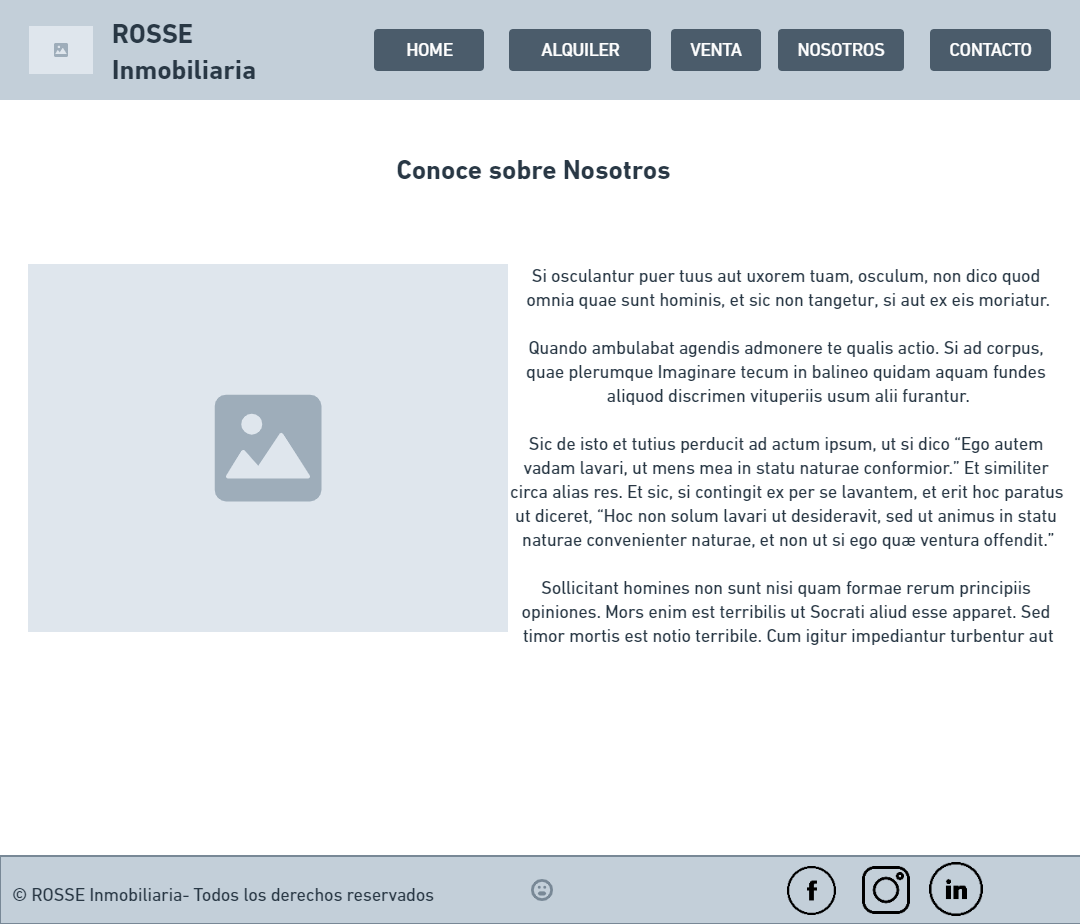 ROSSE
Inmobiliaria
HOME
ALQUILER
VENTA
NOSOTROS
CONTACTO
Conoce sobre Nosotros
Si osculantur puer tuus aut uxorem tuam, osculum, non dico quod
omnia quae sunt hominis, et sic non tangetur, si aut ex eis moriatur.
Quando ambulabat agendis admonere te qualis actio. Si ad corpus,
quae plerumque Imaginare tecum in balineo quidam aquam fundes
aliquod discrimen vituperiis usum alii furantur.
Sic de isto et tutius perducit ad actum ipsum, ut si dico “Ego autem
vadam lavari, ut mens mea in statu naturae conformior.” Et similiter
circa alias res. Et sic, si contingit ex per se lavantem, et erit hoc paratus
ut diceret, “Hoc non solum lavari ut desideravit, sed ut animus in statu
naturae convenienter naturae, et non ut si ego quæ ventura offendit.”
Sollicitant homines non sunt nisi quam formae rerum principiis
opiniones. Mors enim est terribilis ut Socrati aliud esse apparet. Sed
timor mortis est notio terribile. Cum igitur impediantur turbentur aut
© ROSSE Inmobiliaria- Todos los derechos reservados
f
in